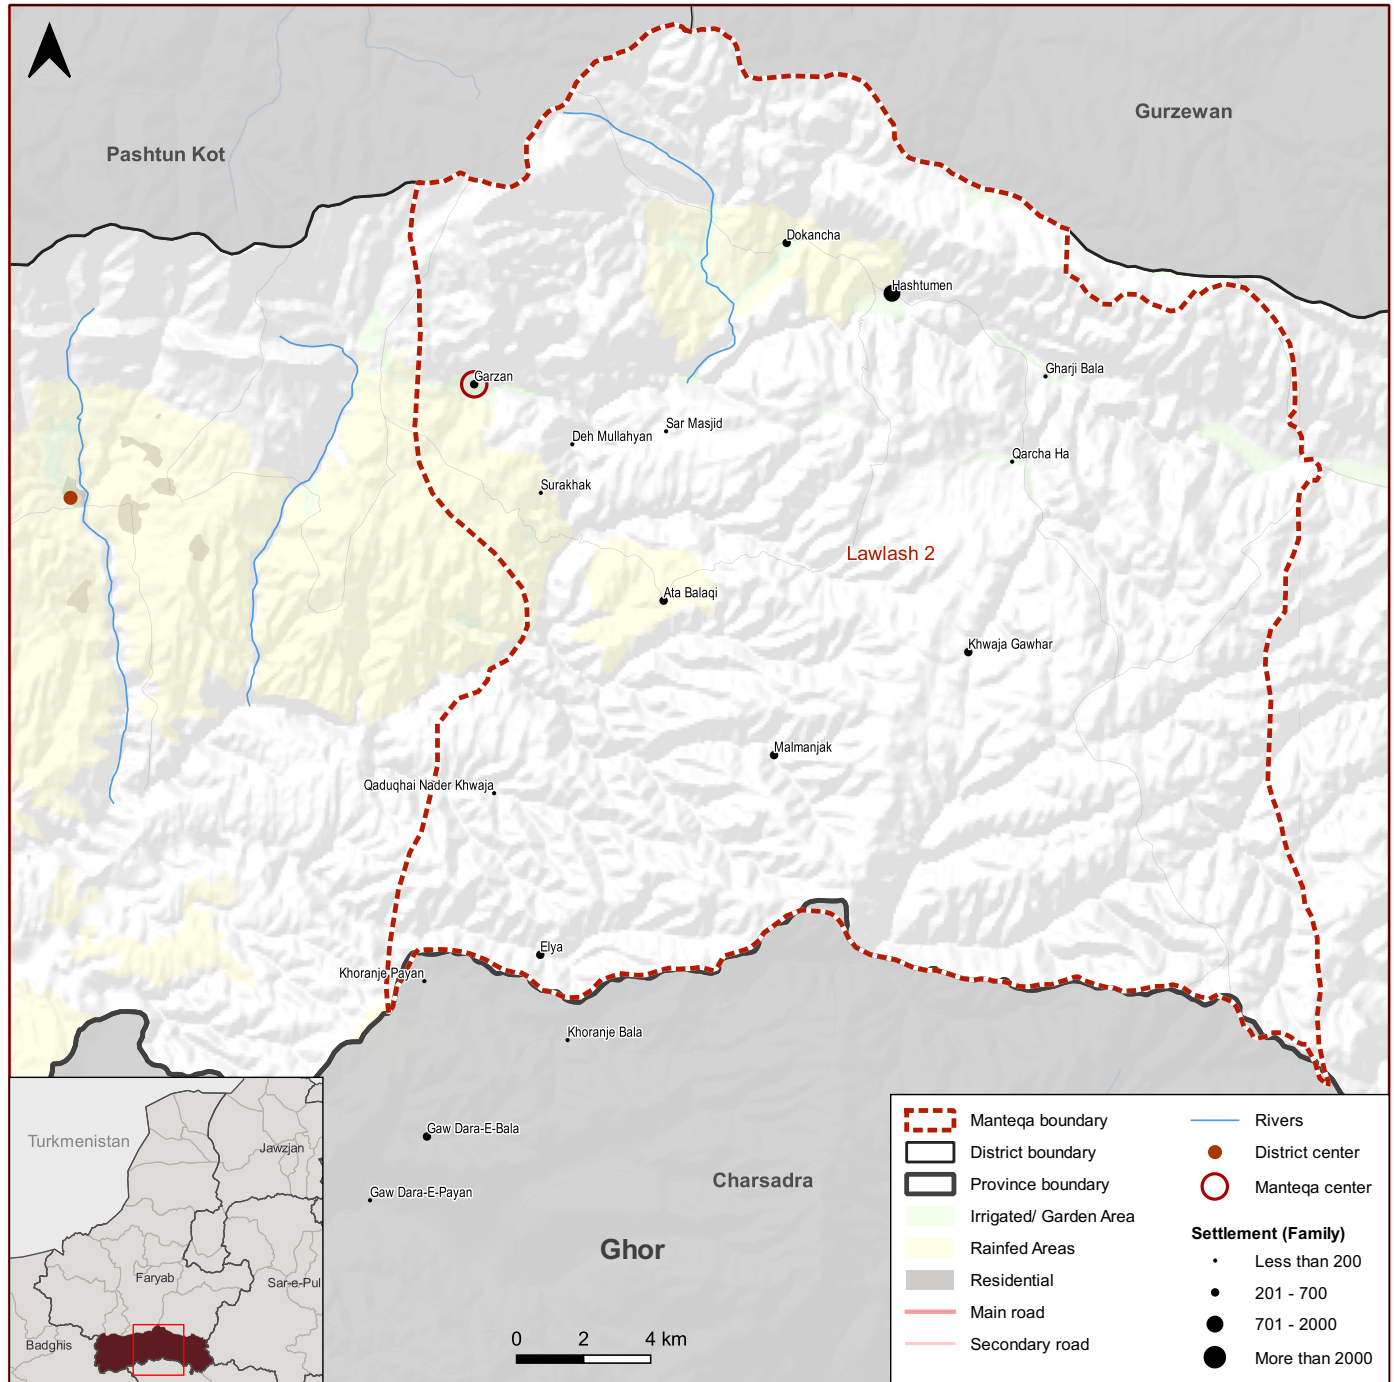 Gurzewan
Pashtun Kot
Dokancha
Hashtumen
Gharji Bala
Garzan
Sar Masjid
Deh Mullahyan
Qarcha Ha
Surakhak
Lawlash 2
Ata Balaqi
Khwaja Gawhar
Malmanjak
Qaduqhai Nader Khwaja
Elya
Khoranje Payan
Khoranje Bala
Gaw Dara-E-Bala
Gaw Dara-E-Payan
Charsadra
Ghor
0 2 4 km
Turkmenistan
Jawzjan
Faryab
Sar-e-Pul
Badghis
Manteqa boundary
District boundary
Province boundary
Irrigated/ Garden Area
Rainfed Areas
Residential
Main road
Secondary road
Rivers
District center
Manteqa center
Settlement (Family)
Less than 200
201 - 700
701 - 2000
More than 2000